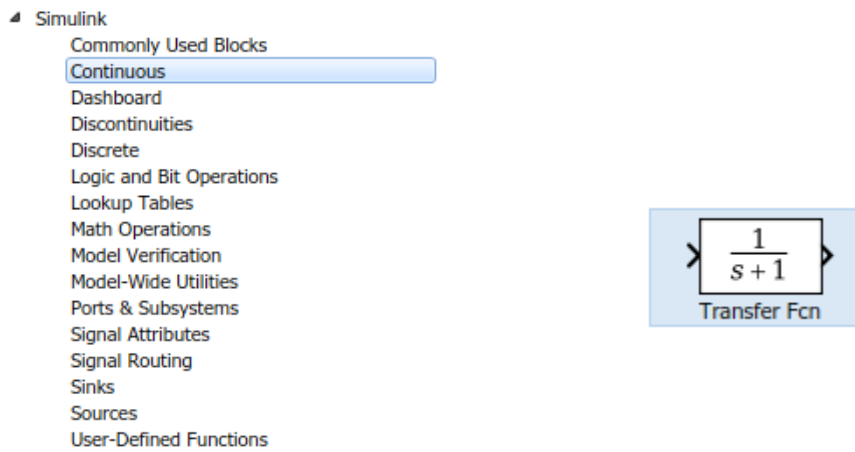 Simulink
Commonly Used Blocks
Continuous
Dashboard
Discontinuities
Discrete
Logic and Bit Operations
Lookup Tables
Math Operations
Model Verification
Model-Wide Utilities
Ports & Subsystems
Signal Attributes
Signal Routing
Sinks
Sources
User-Defined Functions
1
s + 1
Transfer Fcn